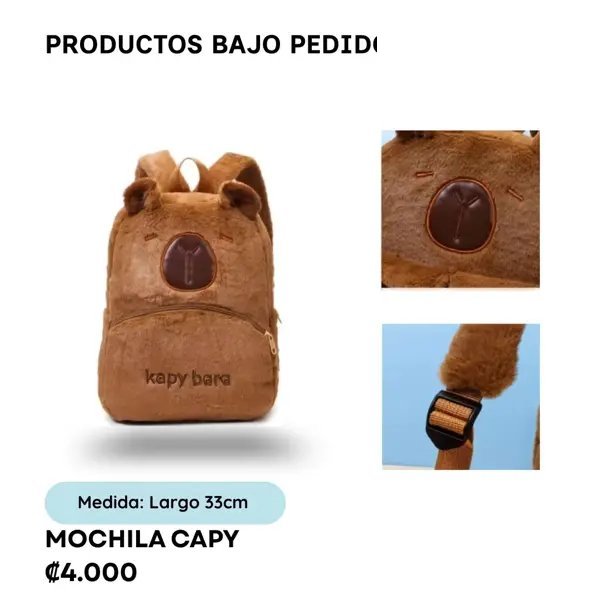 PRODUCTOS BAJO PEDIDO
kapy bara
Medida: Largo 33cm
MOCHILA CAPY
₡4.000